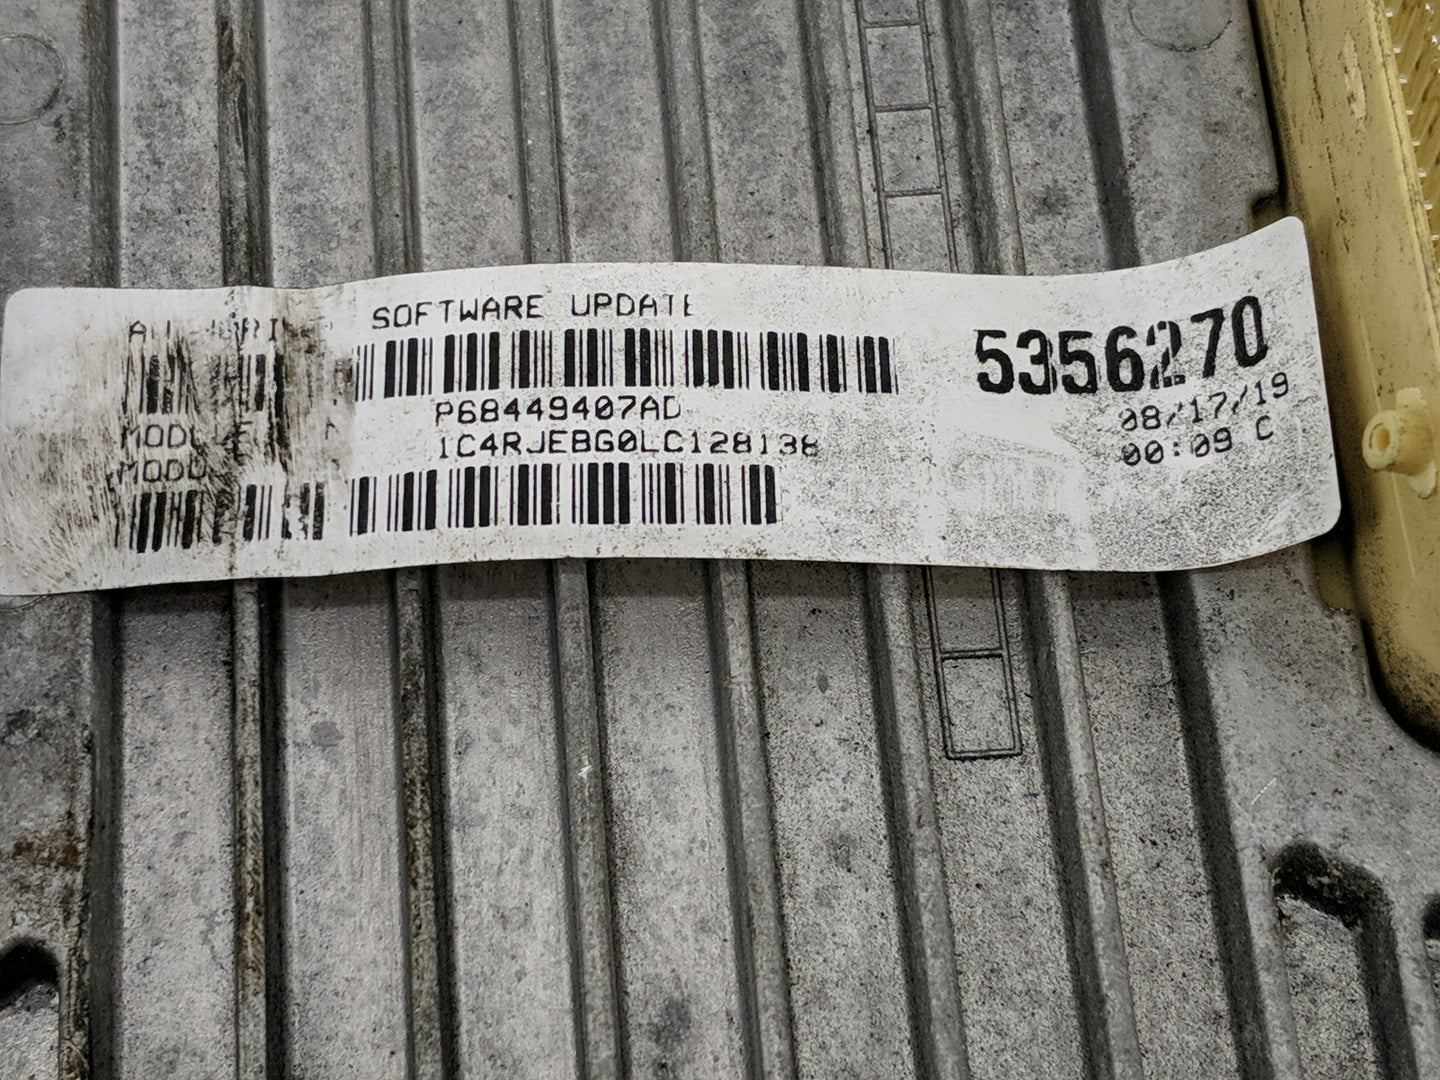 SOFTWARE UPDATE
5356270
P68449407AD
08/17/19
1C4RJEBG0LC128138
00:09 C